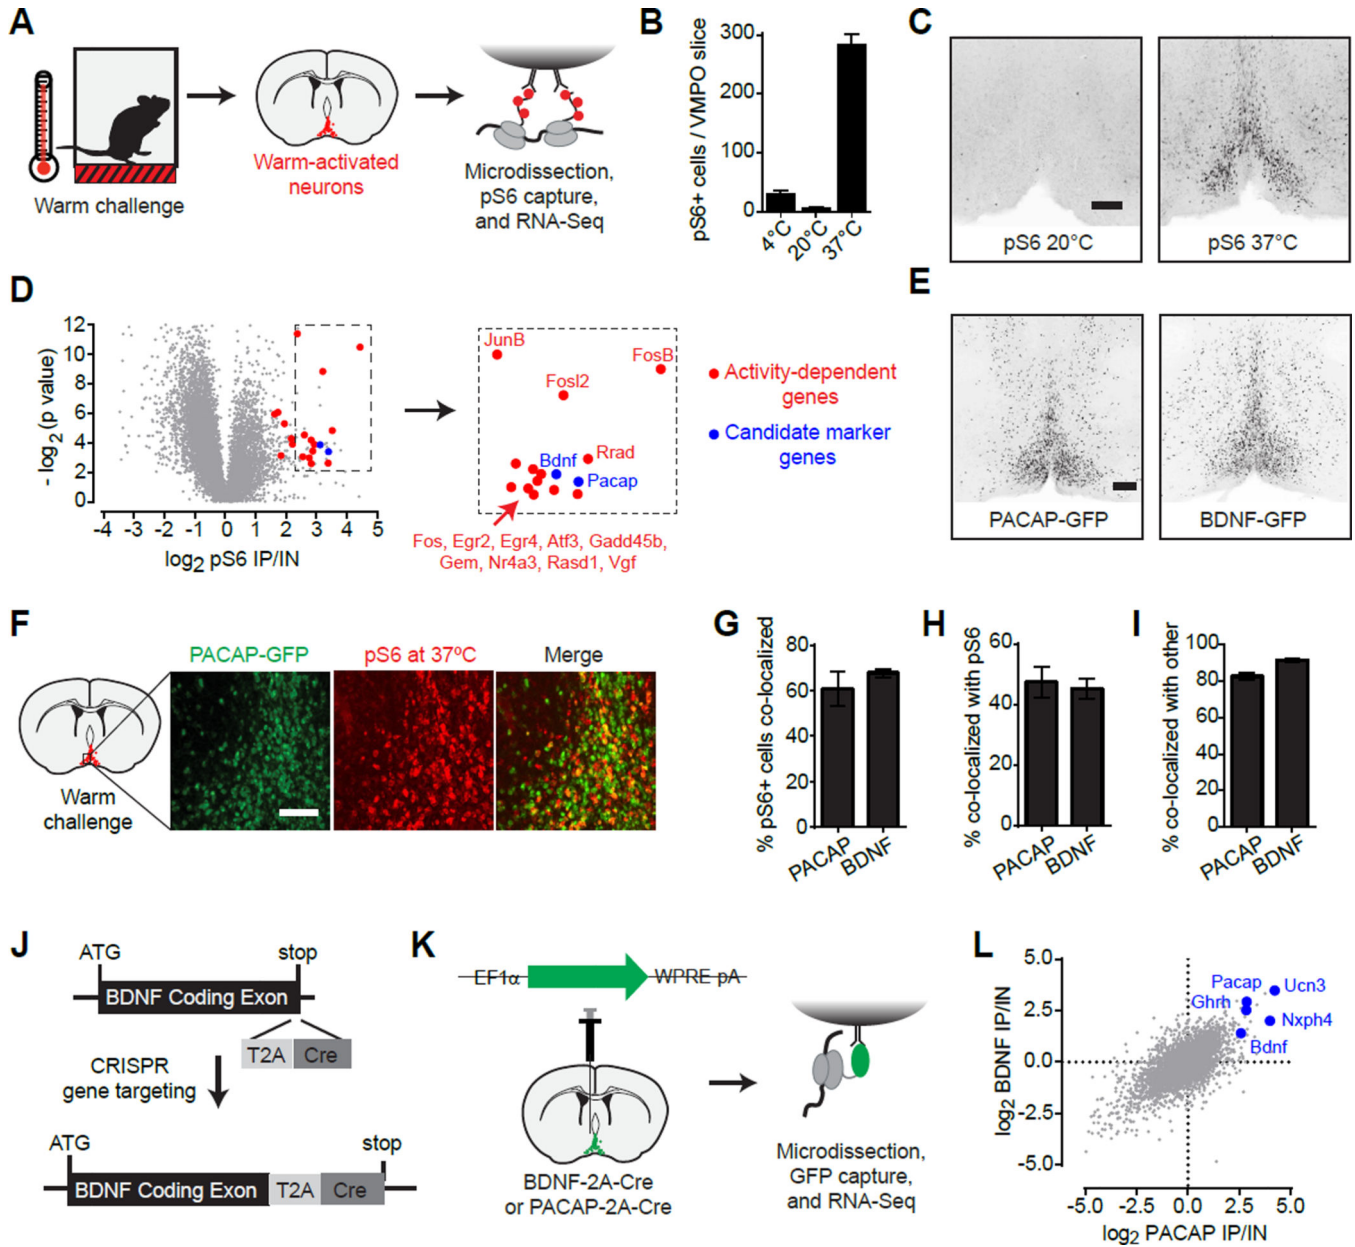 A
Warm challenge
Warm-activated
neurons
Microdissection,
pS6 capture,
and RNA-Seq
B
pS6+ cells / VMPO slice
300
200
100
0
4°C
20°C
37°C
C
pS6 20°C
pS6 37°C
D
- log2 (p value)
12
10
8
6
4
2
0
-4 -3 -2 -1 0 1 2 3 4 5
log2 pS6 IP/IN
JunB
FosB
Fosl2
Rrad
Bdnf
Pacap
Fos, Egr2, Egr4, Atf3, Gadd45b,
Gem, Nr4a3, Rasd1, Vgf
Activity-dependent
genes
Candidate marker
genes
E
PACAP-GFP
BDNF-GFP
F
Warm
challenge
PACAP-GFP
pS6 at 37ºC
Merge
G
% pS6+ cells co-localized
80
60
40
20
0
PACAP
BDNF
H
% co-localized with pS6
60
40
20
0
PACAP
BDNF
I
% co-localized with other
100
80
60
40
20
0
PACAP
BDNF
J
ATG
stop
BDNF Coding Exon
T2A Cre
CRISPR
gene targeting
ATG
stop
BDNF Coding Exon T2A Cre
K
EF1α
WPRE pA
BDNF-2A-Cre
or PACAP-2A-Cre
Microdissection,
GFP capture,
and RNA-Seq
L
log2 BDNF IP/IN
5.0
2.5
0.0
-2.5
-5.0
Pacap
Ucn3
Ghrh
Nxph4
Bdnf
-5.0 -2.5 0.0 2.5 5.0
log2 PACAP IP/IN